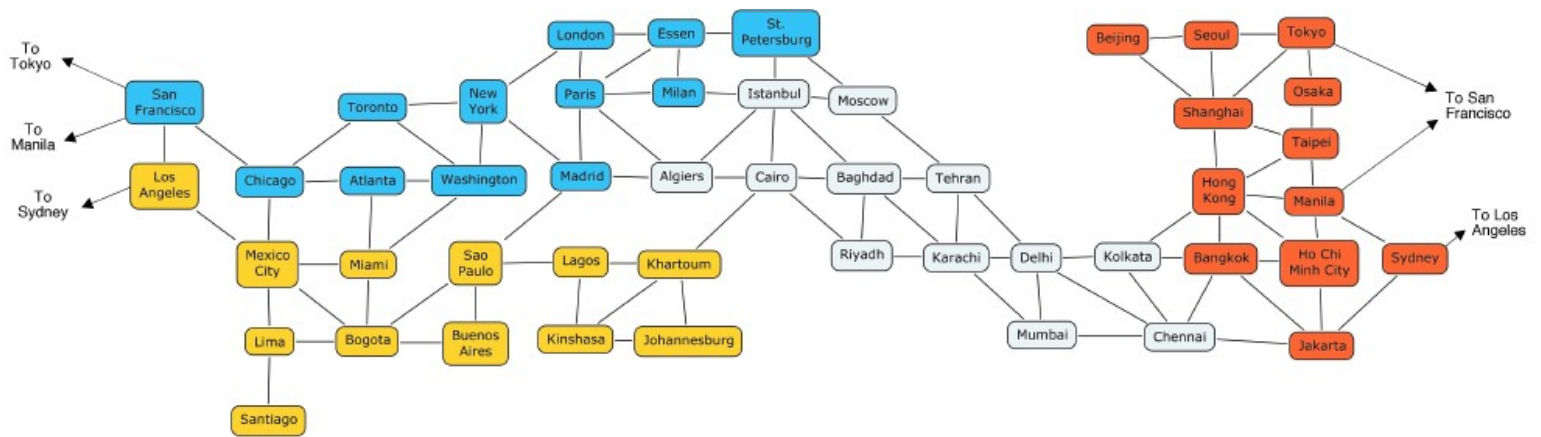 To
Tokyo
To
Manila
To
Sydney
San
Francisco
Los
Angeles
Chicago
Toronto
Atlanta
New
York
Washington
Mexico
City
Miami
Lima
Bogota
Santiago
Sao
Paulo
Buenos
Aires
London
Essen
St.
Petersburg
Paris
Milan
Istanbul
Moscow
Madrid
Algiers
Cairo
Baghdad
Tehran
Lagos
Khartoum
Kinshasa
Johannesburg
Riyadh
Karachi
Delhi
Kolkata
Mumbai
Chennai
Beijing
Seoul
Tokyo
Shanghai
Osaka
Taipei
Hong
Kong
Manila
Bangkok
Ho Chi
Minh City
Sydney
Jakarta
To San
Francisco
To Los
Angeles